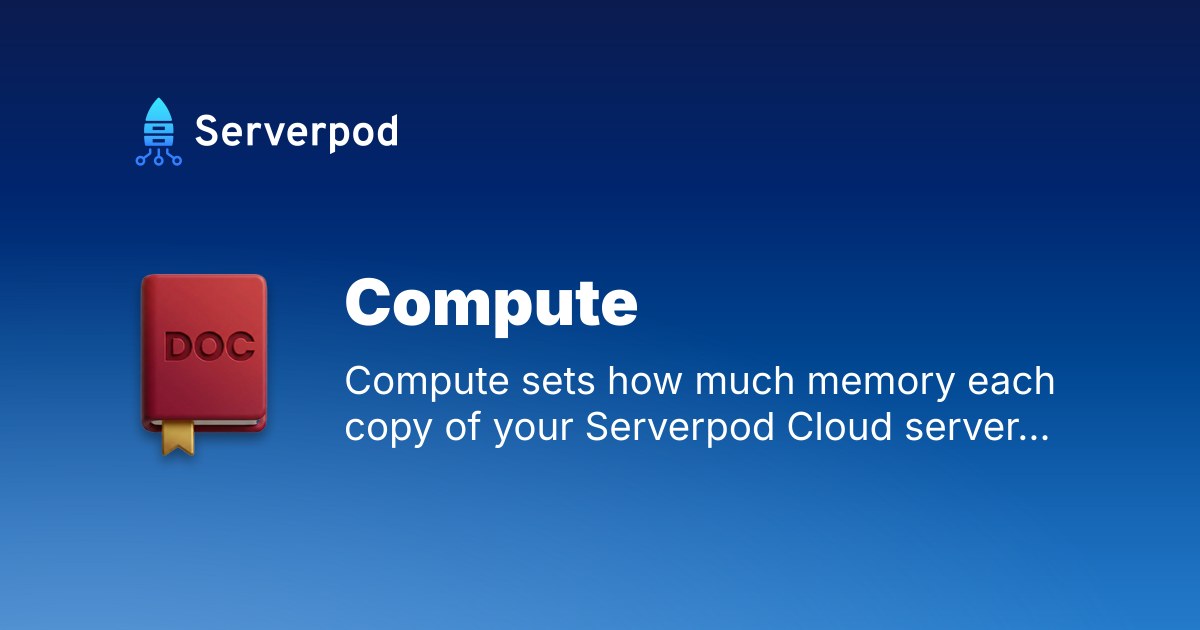 Serverpod
DOC
Compute
Compute sets how much memory each
copy of your Serverpod Cloud server...